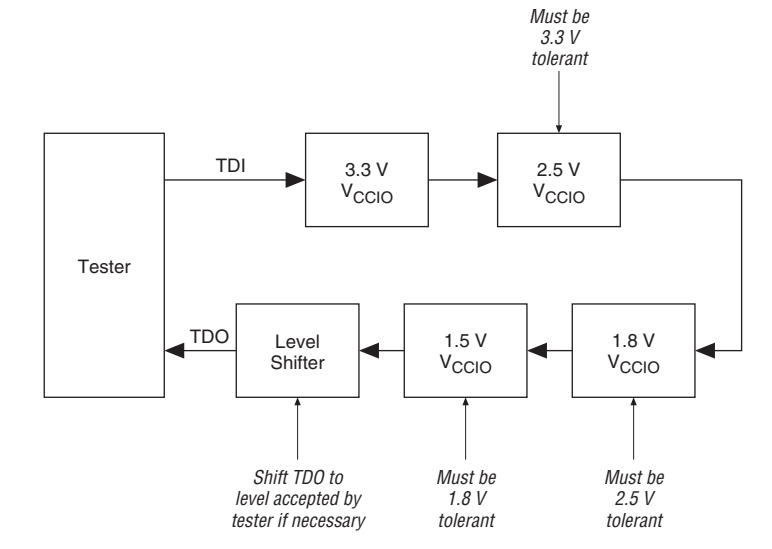 Must be
3.3 V
tolerant
TDI
3.3 V
VCCIO
2.5 V
VCCIO
Tester
TDO
Level
Shifter
1.5 V
VCCIO
1.8 V
VCCIO
Shift TDO to
level accepted by
tester if necessary
Must be
1.8 V
tolerant
Must be
2.5 V
tolerant